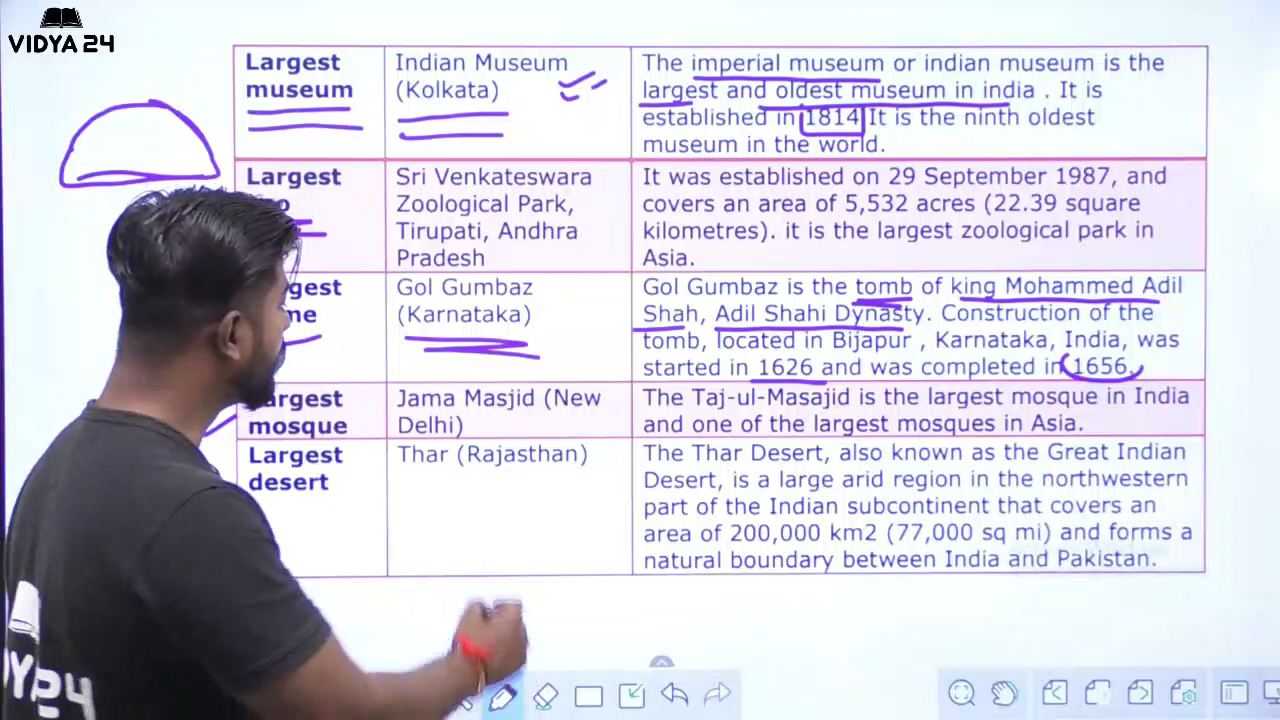 VIDYA 24
Largest
museum
Indian Museum
(Kolkata)
The imperial museum or indian museum is the
largest and oldest museum in india . It is
established in 1814 It is the ninth oldest
museum in the world.
Largest
Sri Venkateswara
Zoological Park,
Tirupati, Andhra
Pradesh
It was established on 29 September 1987, and
covers an area of 5,532 acres (22.39 square
kilometres). it is the largest zoological park in
Asia.
Gol Gumbaz
(Karnataka)
Gol Gumbaz is the tomb of king Mohammed Adil
Shah, Adil Shahi Dynasty. Construction of the
tomb, located in Bijapur , Karnataka, India, was
started in 1626 and was completed in 1656.
Largest
mosque
Jama Masjid (New
Delhi)
The Taj-ul-Masajid is the largest mosque in India
and one of the largest mosques in Asia.
Largest
desert
Thar (Rajasthan)
The Thar Desert, also known as the Great Indian
Desert, is a large arid region in the northwestern
part of the Indian subcontinent that covers an
area of 200,000 km2 (77,000 sq mi) and forms a
natural boundary between India and Pakistan.